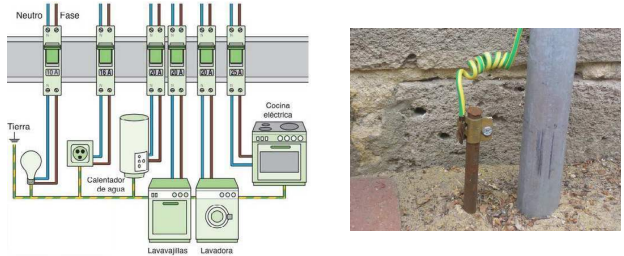 Neutro
Fase
10 A
16 A
20 A
20 A
20 A
25 A
Cocina
eléctrica
Tierra
Calentador
de agua
Lavavajillas
Lavadora